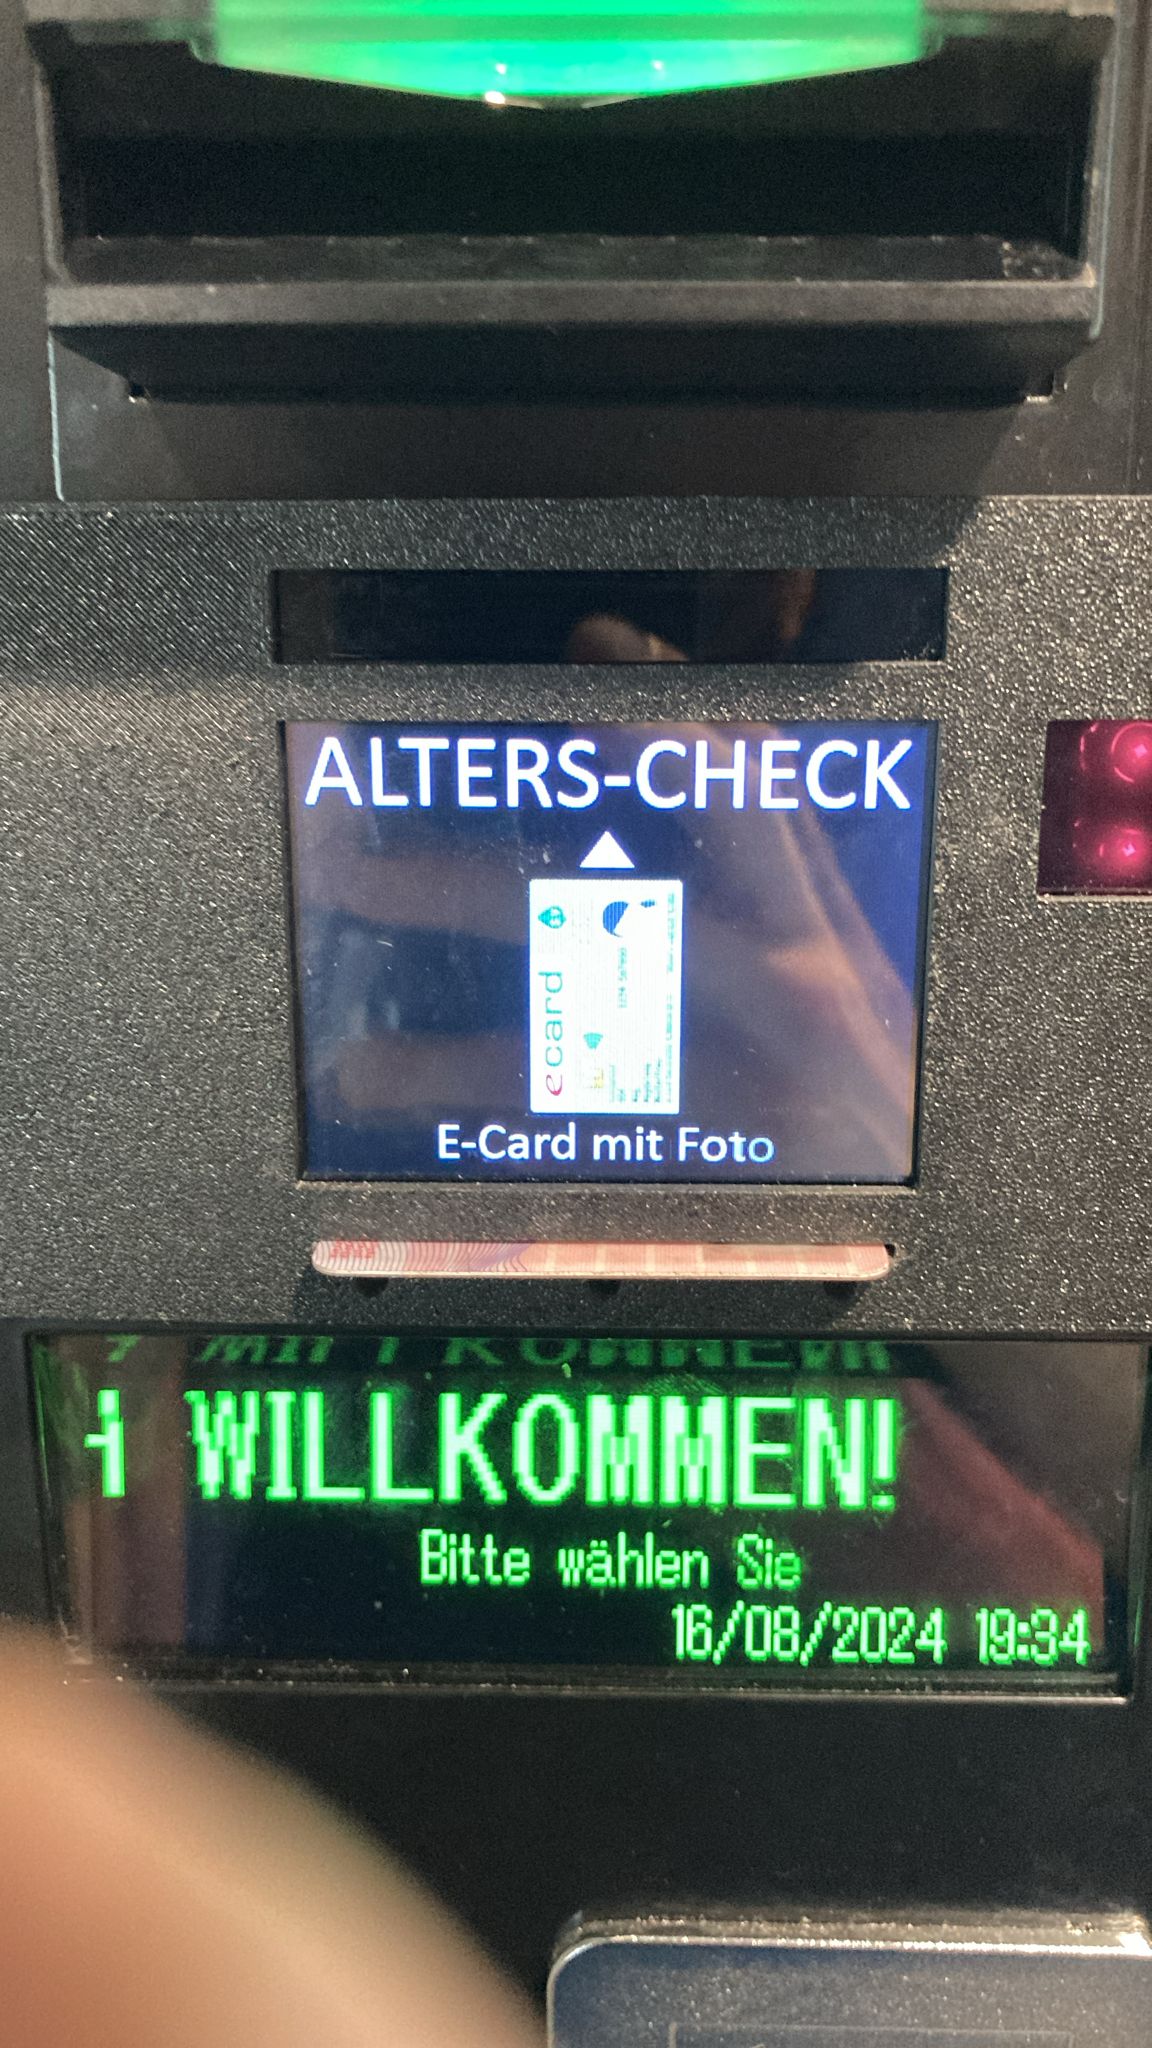 ALTERS-CHECK
ecard
E-Card mit Foto
WILLKOMMEN!
Bitte wählen Sie
16/08/2024 19:34